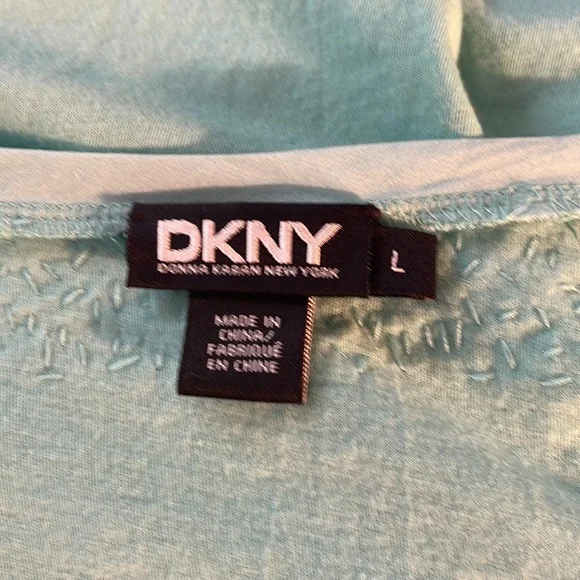 DKNY
DONNA KARAN NEW YORK
L
MADE IN
CHINA/
FABRIQUÉ
EN CHINE